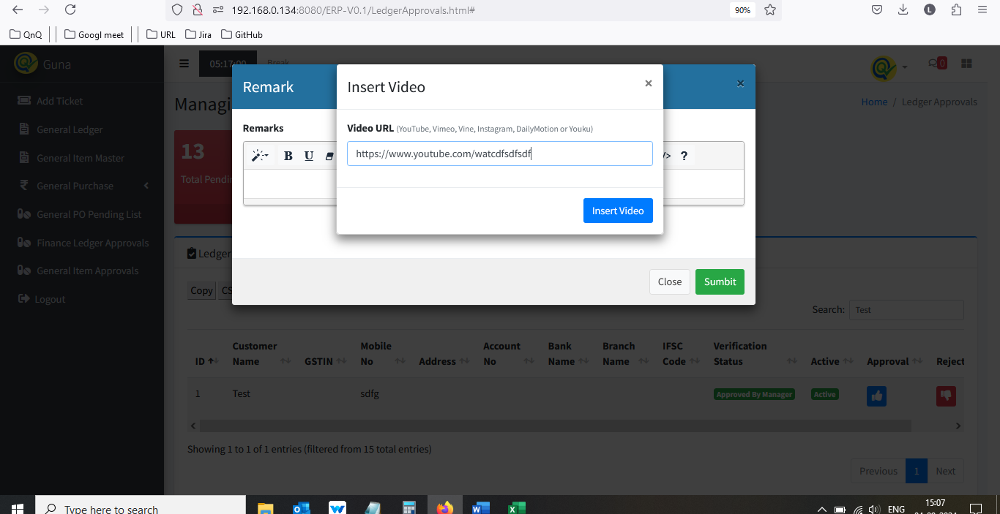 192.168.0.134:8080/ERP-V0.1/LedgerApprovals.html#
90%
L
QnQ
Googl meet
URL
Jira
GitHub
Guna
05:17:00
Break
0
Add Ticket
General Ledger
General Item Master
General Purchase
General PO Pending List
Finance Ledger Approvals
General Item Approvals
Logout
Home / Ledger Approvals
13
Remark
×
Remarks
B U
?
Insert Video
×
Video URL (YouTube, Vimeo, Vine, Instagram, DailyMotion or Youku)
https://www.youtube.com/watcdfsdfsdf
Insert Video
Close
Sumbit
Ledger
Copy
Search: Test
ID
Customer Name
GSTIN
Mobile No
Address
Account No
Bank Name
Branch Name
IFSC Code
Verification Status
Active
Approval
Reject
1
Test
sdfg
Approved By Manager
Active
Showing 1 to 1 of 1 entries (filtered from 15 total entries)
Previous 1 Next
Type here to search
ENG
15:07